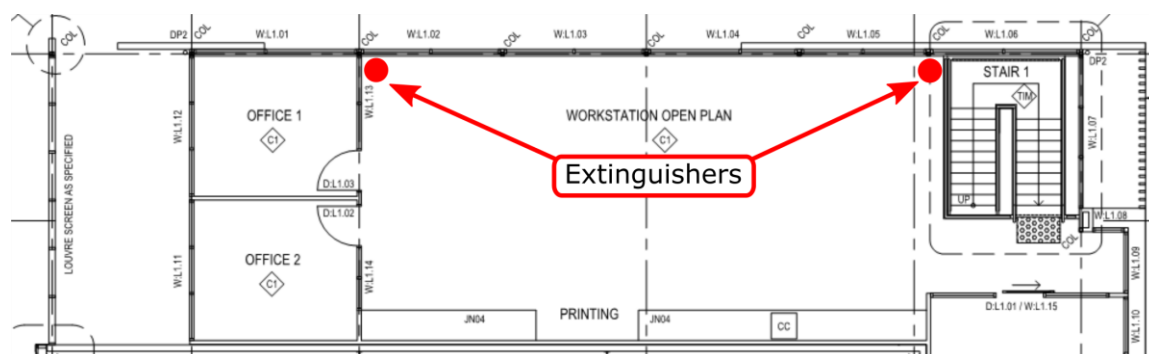 COL
DP2
COL
W:L1.01
COL
W:L1.02
COL
W:L1.03
COL
W:L1.04
COL
W:L1.05
COL
W:L1.06
COL
DP2
STAIR 1
TIM
UP
W:L1.07
W:L1.08
W:L1.09
W:L1.10
COL
LOUVRE SCREEN AS SPECIFIED
W:L1.12
OFFICE 1
C1
W:L1.13
D:L1.03
WORKSTATION OPEN PLAN
C1
Extinguishers
D:L1.02
W:L1.11
OFFICE 2
C1
W:L1.14
JN04
PRINTING
JN04
CC
D:L1.01 / W:L1.15